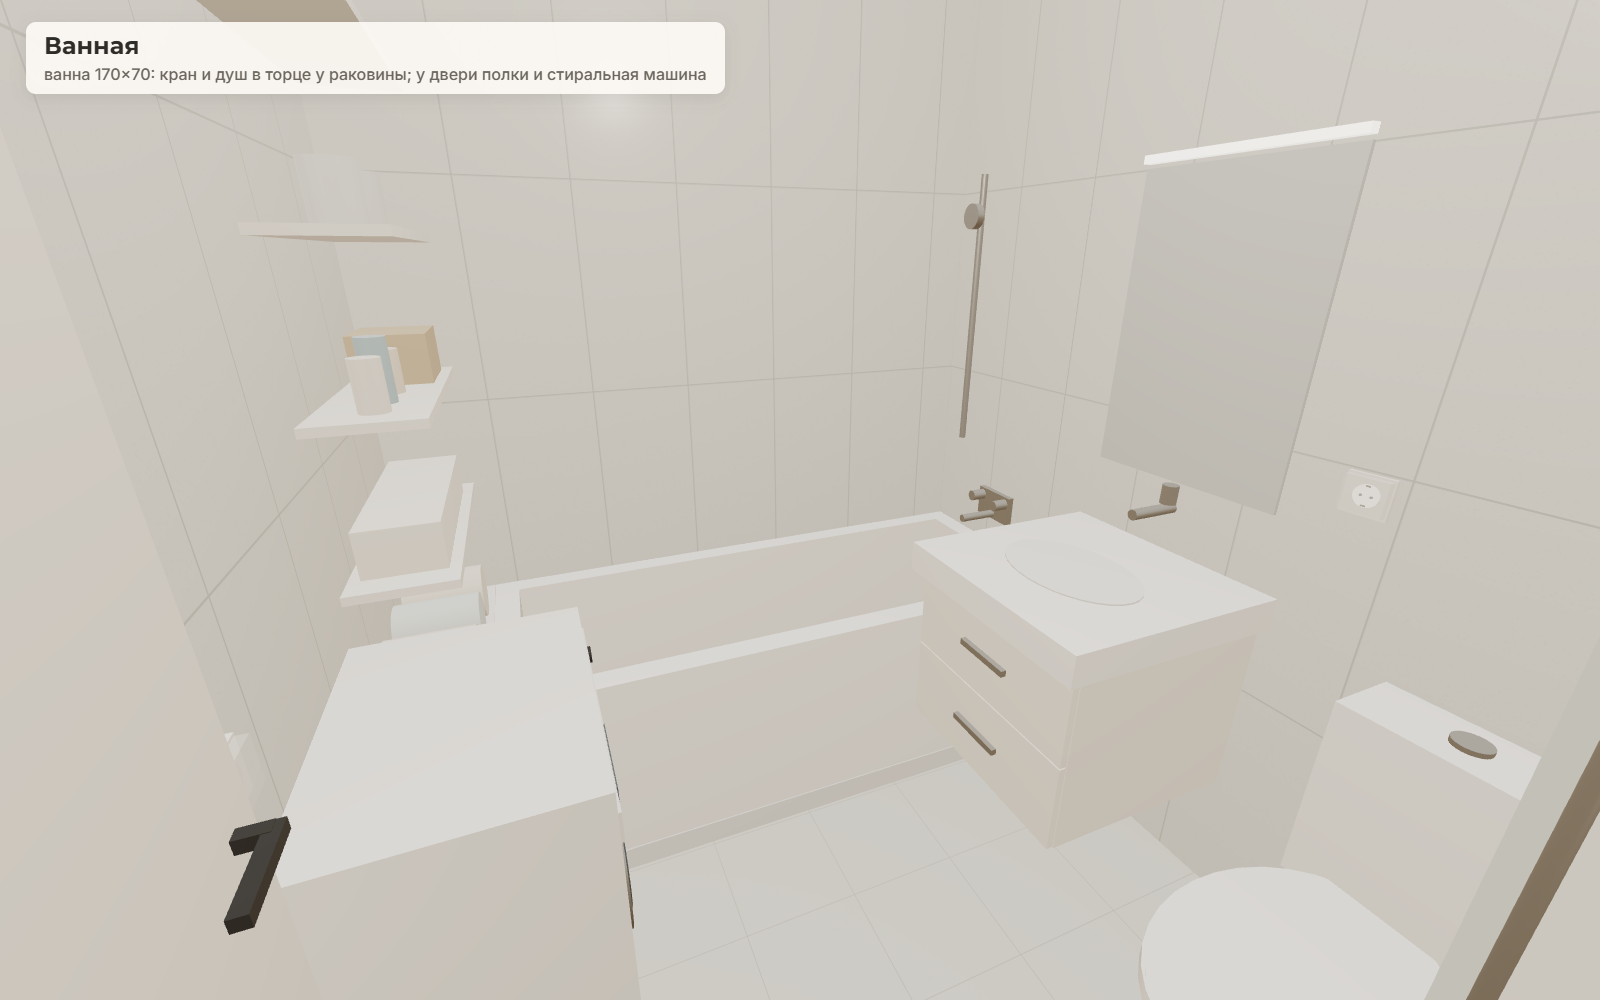 Ванная
ванна 170×70: кран и душ в торце у раковины; у двери полки и стиральная машина